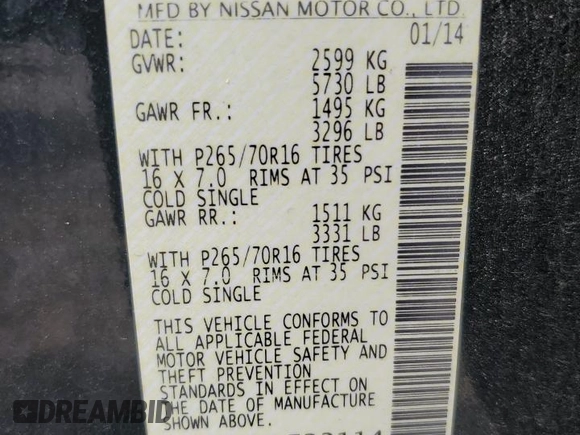 MFD BY NISSAN MOTOR CO., LTD.
DATE: 01/14
GVWR: 2599 KG
5730 LB
GAWR FR.: 1495 KG
3296 LB
WITH P265/70R16 TIRES
16 X 7.0 RIMS AT 35 PSI
COLD SINGLE
GAWR RR.: 1511 KG
3331 LB
WITH P265/70R16 TIRES
16 X 7.0 RIMS AT 35 PSI
COLD SINGLE
THIS VEHICLE CONFORMS TO
ALL APPLICABLE FEDERAL
MOTOR VEHICLE SAFETY AND
THEFT PREVENTION
STANDARDS IN EFFECT ON
THE DATE OF MANUFACTURE
SHOWN ABOVE.
DREAMBID